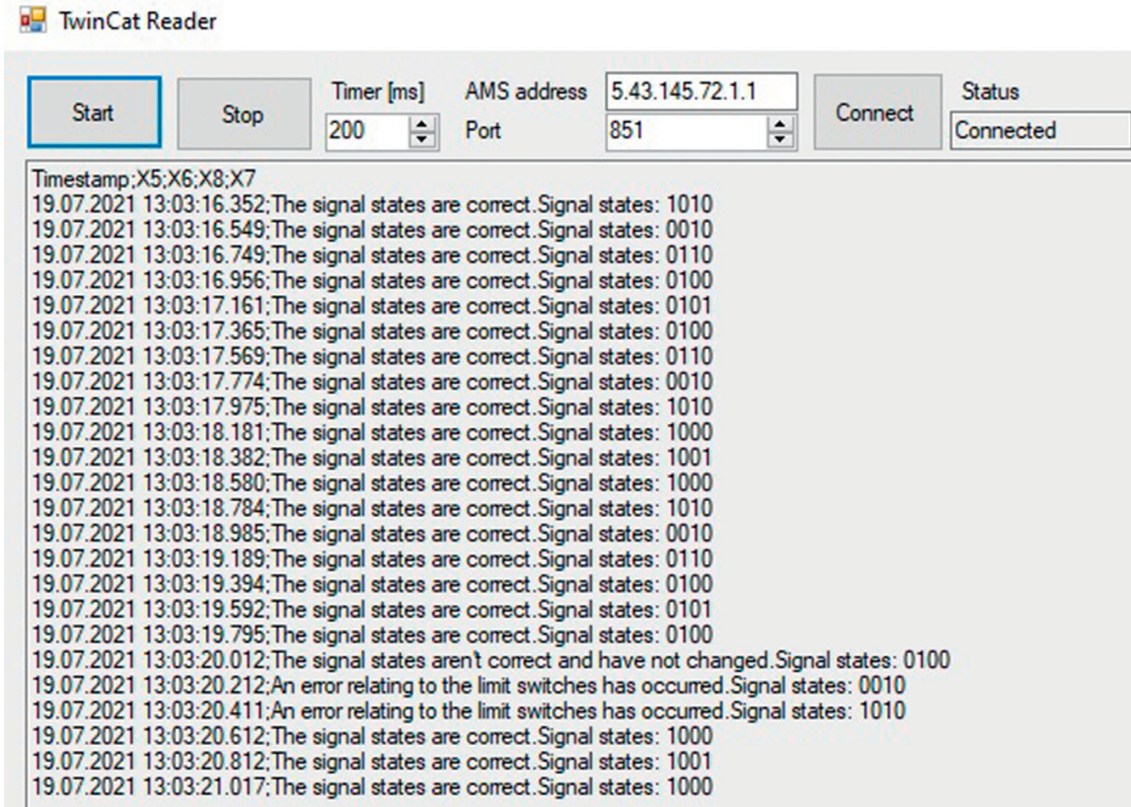 TwinCat Reader
Start
Stop
Timer [ms]
200
AMS address
5.43.145.72.1.1
Port
851
Connect
Status
Connected
Timestamp;X5;X6;X8;X7
19.07.2021 13:03:16.352;The signal states are correct.Signal states: 1010
19.07.2021 13:03:16.549;The signal states are correct.Signal states: 0010
19.07.2021 13:03:16.749;The signal states are correct.Signal states: 0110
19.07.2021 13:03:16.956;The signal states are correct.Signal states: 0100
19.07.2021 13:03:17.161;The signal states are correct.Signal states: 0101
19.07.2021 13:03:17.365;The signal states are correct.Signal states: 0100
19.07.2021 13:03:17.569;The signal states are correct.Signal states: 0110
19.07.2021 13:03:17.774;The signal states are correct.Signal states: 0010
19.07.2021 13:03:17.975;The signal states are correct.Signal states: 1010
19.07.2021 13:03:18.181;The signal states are correct.Signal states: 1000
19.07.2021 13:03:18.382;The signal states are correct.Signal states: 1001
19.07.2021 13:03:18.580;The signal states are correct.Signal states: 1000
19.07.2021 13:03:18.784;The signal states are correct.Signal states: 1010
19.07.2021 13:03:18.985;The signal states are correct.Signal states: 0010
19.07.2021 13:03:19.189;The signal states are correct.Signal states: 0110
19.07.2021 13:03:19.394;The signal states are correct.Signal states: 0100
19.07.2021 13:03:19.592;The signal states are correct.Signal states: 0101
19.07.2021 13:03:19.795;The signal states are correct.Signal states: 0100
19.07.2021 13:03:20.012;The signal states aren't correct and have not changed.Signal states: 0100
19.07.2021 13:03:20.212;An error relating to the limit switches has occurred.Signal states: 0010
19.07.2021 13:03:20.411;An error relating to the limit switches has occurred.Signal states: 1010
19.07.2021 13:03:20.612;The signal states are correct.Signal states: 1000
19.07.2021 13:03:20.812;The signal states are correct.Signal states: 1001
19.07.2021 13:03:21.017;The signal states are correct.Signal states: 1000